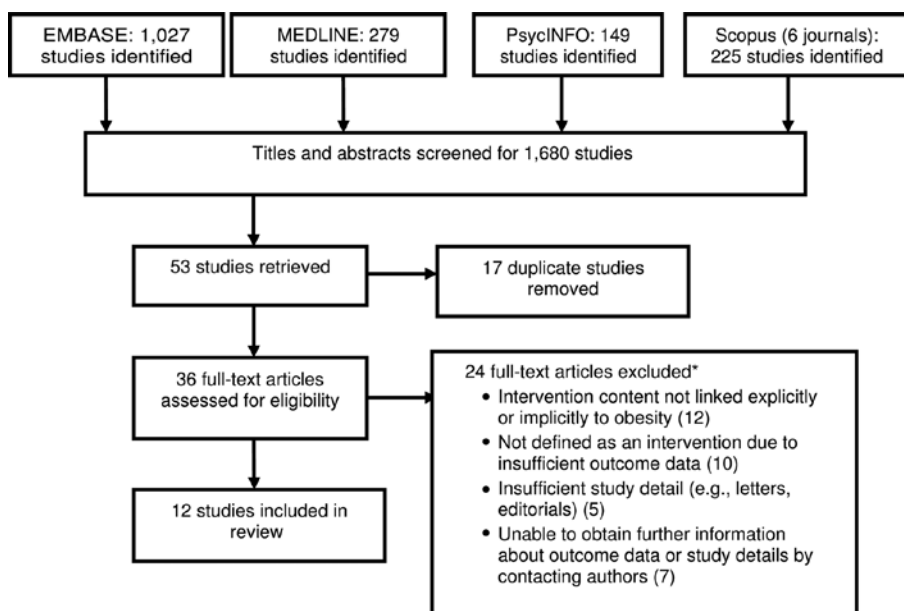 EMBASE: 1,027
studies identified
MEDLINE: 279
studies identified
PsycINFO: 149
studies identified
Scopus (6 journals):
225 studies identified
Titles and abstracts screened for 1,680 studies
53 studies retrieved
17 duplicate studies
removed
36 full-text articles
assessed for eligibility
24 full-text articles excluded*
• Intervention content not linked explicitly
or implicitly to obesity (12)
• Not defined as an intervention due to
insufficient outcome data (10)
• Insufficient study detail (e.g., letters,
editorials) (5)
• Unable to obtain further information
about outcome data or study details by
contacting authors (7)
12 studies included in
review